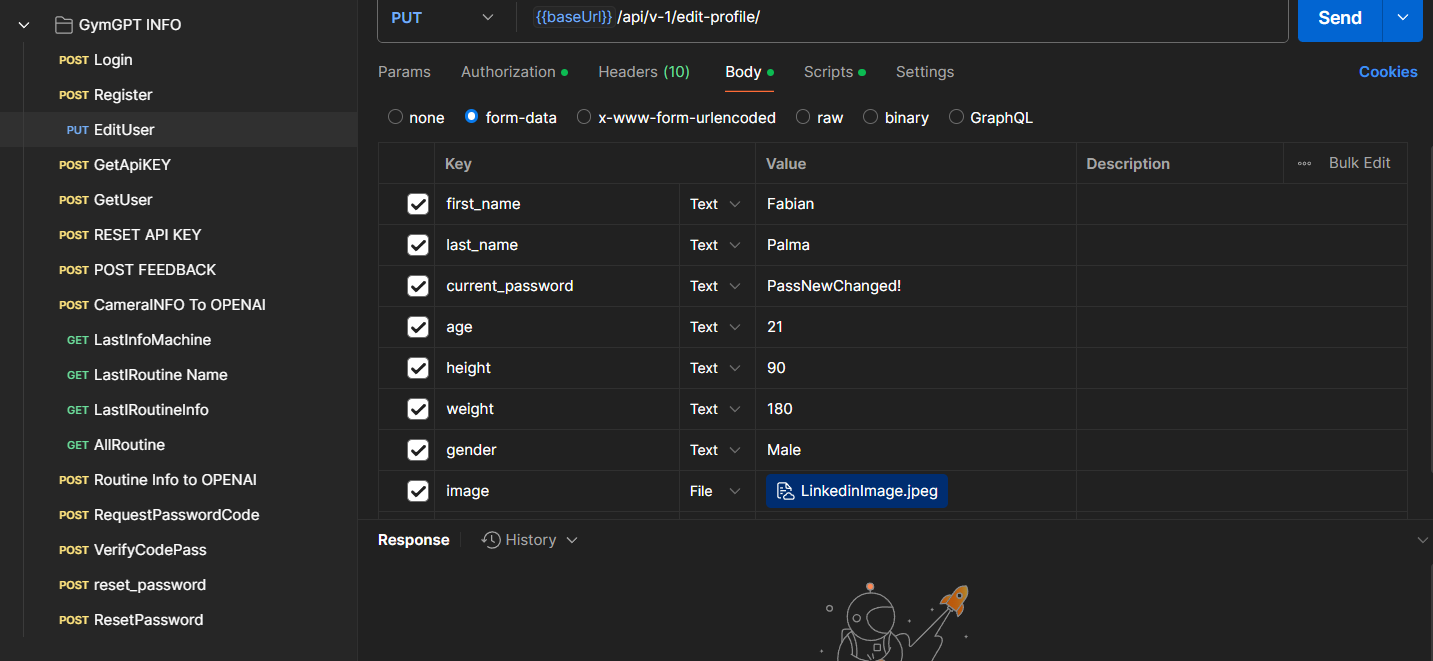 GymGPT INFO
POST Login
POST Register
PUT EditUser
POST GetApiKEY
POST GetUser
POST RESET API KEY
POST POST FEEDBACK
POST CameraINFO To OPENAI
GET LastInfoMachine
GET LastIRoutine Name
GET LastIRoutineInfo
GET AllRoutine
POST Routine Info to OPENAI
POST RequestPasswordCode
POST VerifyCodePass
POST reset_password
POST ResetPassword
PUT {{baseUrl}} /api/v-1/edit-profile/ Send
Params Authorization Headers (10) Body Scripts Settings Cookies
none form-data x-www-form-urlencoded raw binary GraphQL
Key Value Description Bulk Edit
first_name Text Fabian
last_name Text Palma
current_password Text PassNewChanged!
age Text 21
height Text 90
weight Text 180
gender Text Male
image File LinkedinImage.jpeg
Response History